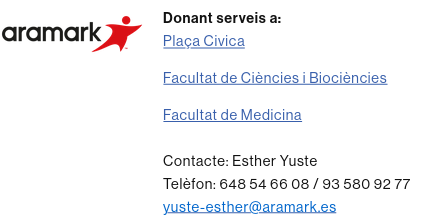 aramark
Donant serveis a:
Plaça Civica
Facultat de Ciències i Biociències
Facultat de Medicina
Contacte: Esther Yuste
Telèfon: 648 54 66 08 / 93 580 92 77
yuste-esther@aramark.es